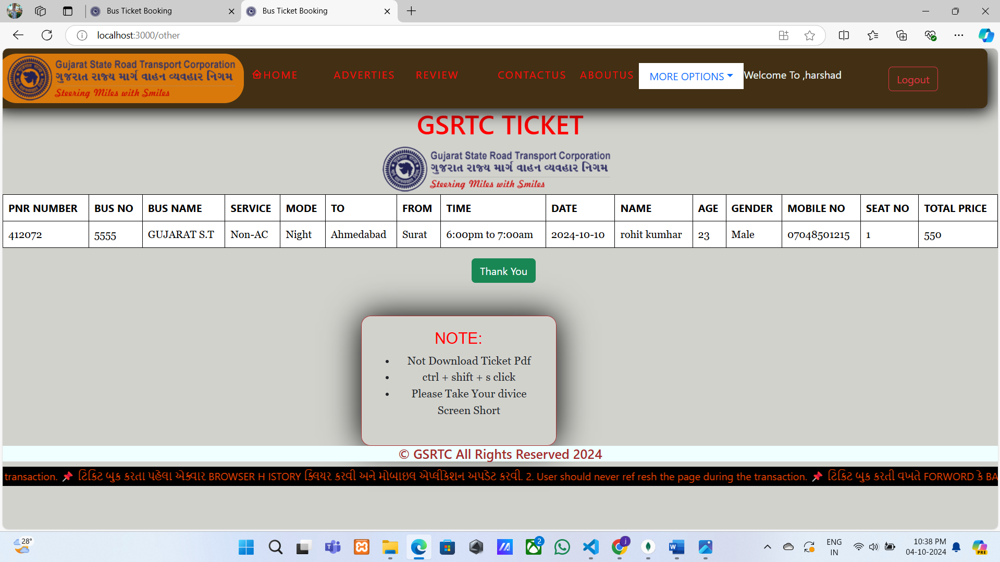 Bus Ticket Booking
Bus Ticket Booking
localhost:3000/other
Gujarat State Road Transport Corporation
ગુજરાત રાજ્ય માર્ગ વાહન વ્યવહાર નિગમ
Steering Miles with Smiles
HOME ADVERTIES REVIEW CONTACTUS ABOUTUS MORE OPTIONS Welcome To ,harshad Logout
GSRTC TICKET
Gujarat State Road Transport Corporation
ગુજરાત રાજ્ય માર્ગ વાહન વ્યવહાર નિગમ
Steering Miles with Smiles
PNR NUMBER BUS NO BUS NAME SERVICE MODE TO FROM TIME DATE NAME AGE GENDER MOBILE NO SEAT NO TOTAL PRICE
412072 5555 GUJARAT S.T Non-AC Night Ahmedabad Surat 6:00pm to 7:00am 2024-10-10 rohit kumhar 23 Male 07048501215 1 550
Thank You
NOTE:
• Not Download Ticket Pdf
• ctrl + shift + s click
• Please Take Your divice
Screen Short
© GSRTC All Rights Reserved 2024
transaction. 📌 ટિકિટ બુક કરતા પહેલા એકવાર BROWSER H ISTORY ક્લિયર કરવી અને મોબાઇલ એપ્લીકેશન અપડેટ કરવી. 2. User should never ref resh the page during the transaction. 📌 ટિકિટ બુક કરતી વખતે FORWORD કે BA
28°
2
j
ENG
IN
10:38 PM
04-10-2024
PRE